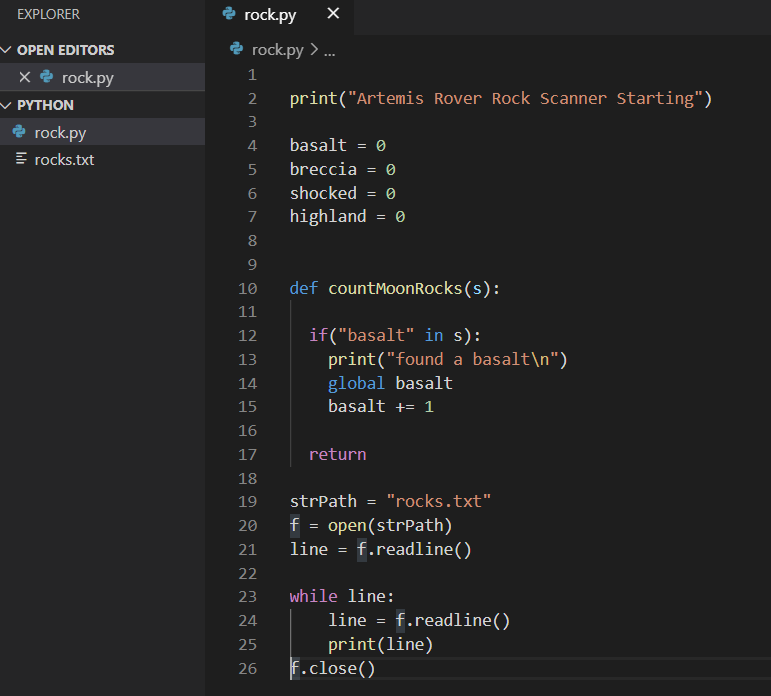 EXPLORER
OPEN EDITORS
rock.py
PYTHON
rock.py
rocks.txt
rock.py
rock.py > ...
1
2 print("Artemis Rover Rock Scanner Starting")
3
4 basalt = 0
5 breccia = 0
6 shocked = 0
7 highland = 0
8
9
10 def countMoonRocks(s):
11
12   if("basalt" in s):
13     print("found a basalt\n")
14     global basalt
15     basalt += 1
16
17   return
18
19 strPath = "rocks.txt"
20 f = open(strPath)
21 line = f.readline()
22
23 while line:
24     line = f.readline()
25     print(line)
26 f.close()